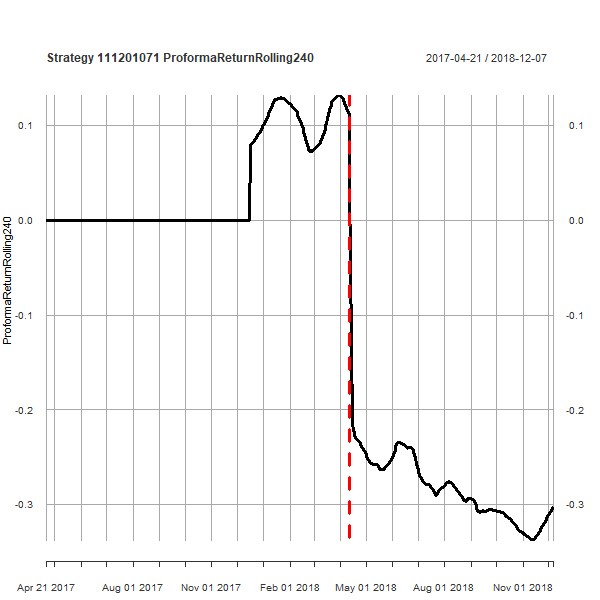 Strategy 111201071 ProformaReturnRolling240
2017-04-21 / 2018-12-07
ProformaReturnRolling240
0.1 0.1
0.0 0.0
-0.1 -0.1
-0.2 -0.2
-0.3 -0.3
Apr 21 2017 Aug 01 2017 Nov 01 2017 Feb 01 2018 May 01 2018 Aug 01 2018 Nov 01 2018